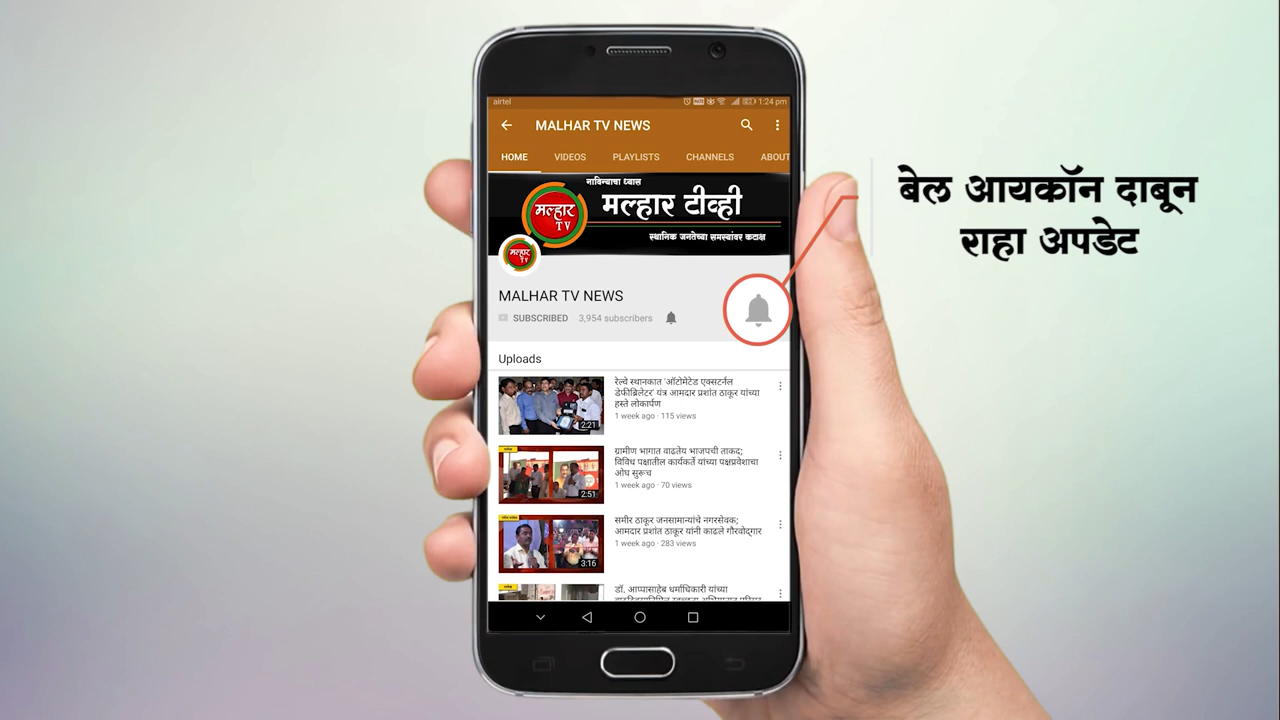 airtel
1:24 pm
MALHAR TV NEWS
HOME VIDEOS PLAYLISTS CHANNELS ABOUT
नाविन्याचा ध्यास
मल्हार टीव्ही
मल्हार
TV
स्थानिक जनतेच्या समस्यांवर कटाक्ष
मल्हार
TV
MALHAR TV NEWS
SUBSCRIBED 3,954 subscribers
Uploads
रेल्वे स्थानकात 'ऑटोमेटेड एक्सटर्नल
डेफीब्रिलेटर' यंत्र आमदार प्रशांत ठाकूर यांच्या
हस्ते लोकार्पण
1 week ago · 115 views
2:21
ग्रामीण भागात वाढतेय भाजपची ताकद;
विविध पक्षातील कार्यकर्ते यांच्या पक्षप्रवेशाचा
ओघ सुरूच
1 week ago · 70 views
2:51
समीर ठाकूर जनसामान्यांचे नगरसेवक;
आमदार प्रशांत ठाकूर यांनी काढले गौरवोद्गार
1 week ago · 283 views
3:16
डॉ. आप्पासाहेब धर्माधिकारी यांच्या
बेल आयकॉन दाबून
राहा अपडेट